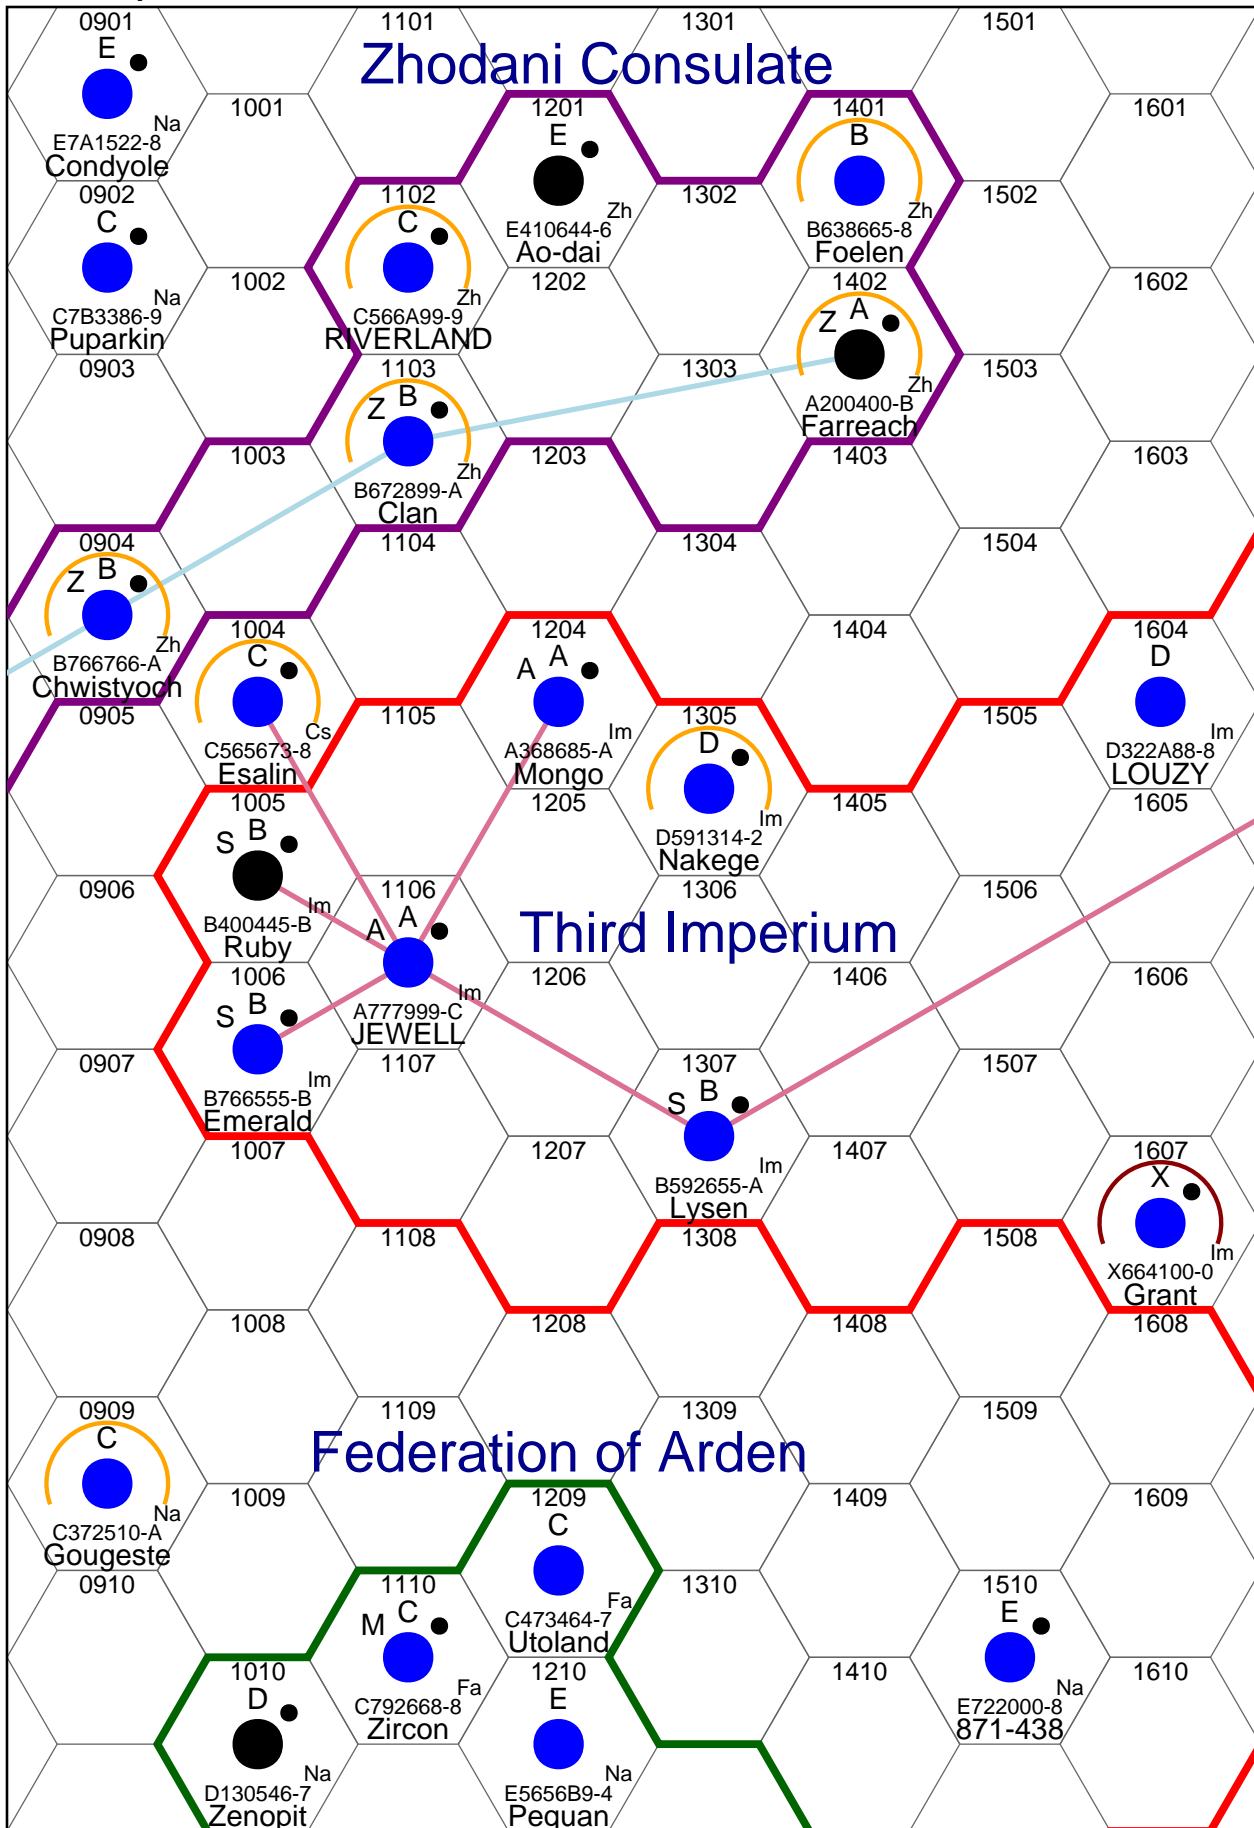 0901
1101
1301
1501
E
Zhodani Consulate
1001
1201
1401
1601
E
B
E7A1522-8
Na
Condyole
0902
1102
1302
1502
C
C
E410644-6
Zh
Ao-dai
B638665-8
Zh
Foelen
1002
1202
1402
1602
Z
A
C7B3386-9
Na
Puparkin
C566A99-9
Zh
RIVERLAND
0903
1103
1303
1503
Z
B
A200400-B
Zh
Farreach
1003
1203
1403
1603
B672899-A
Zh
Clan
0904
1104
1304
1504
Z
B
1004
1204
1404
1604
C
A
A
D
B766766-A
Zh
Chwistyoch
0905
1105
1305
1505
D
C565673-8
Cs
Esalin
A368685-A
Im
Mongo
D322A88-8
Im
LOUZY
1005
1205
1405
1605
S
B
D591314-2
Im
Nakege
0906
1106
1306
1506
A
A
Third Imperium
B400445-B
Im
Ruby
1006
1206
1406
1606
S
B
A777999-C
Im
JEWELL
0907
1107
1307
1507
S
B
B766555-B
Im
Emerald
1007
1207
1407
1607
X
B592655-A
Im
Lysen
0908
1108
1308
1508
X664100-0
Im
Grant
1008
1208
1408
1608
0909
1109
1309
1509
C
Federation of Arden
1009
1209
1409
1609
C
C372510-A
Na
Gougeste
0910
1110
1310
1510
M
C
E
C473464-7
Fa
Utoland
1010
1210
1410
1610
D
E
C792668-8
Fa
Zircon
E722000-8
Na
871-438
D130546-7
Na
Zenopit
E5656B9-4
Na
Pequan